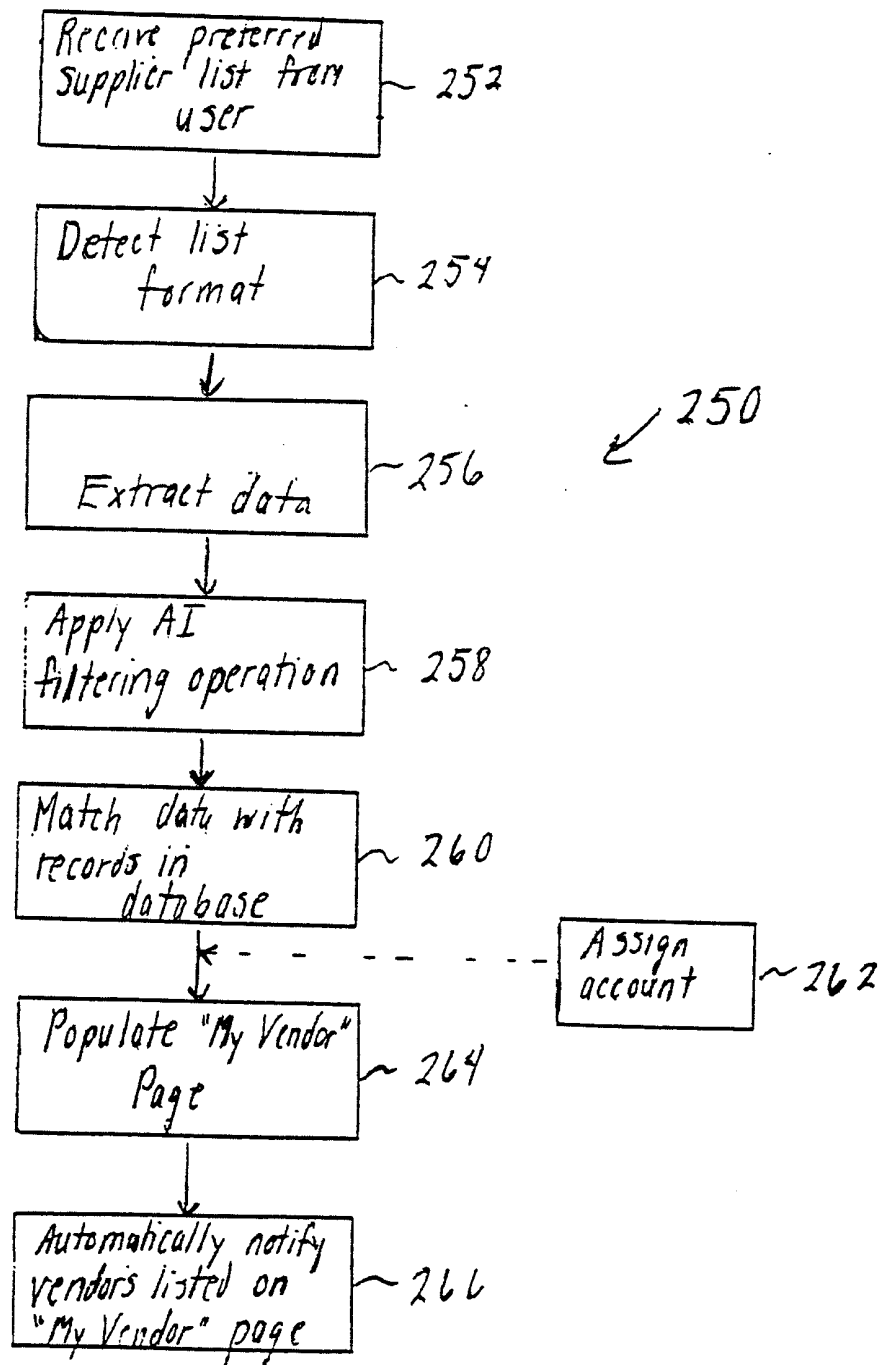 Receive preferred
supplier list from
user
252
Detect list
format
254
Extract data
256
250
Apply AI
filtering operation
258
Match data with
records in
database
260
Assign
account
262
Populate "My Vendor"
Page
264
Automatically notify
vendors listed on
"My Vendor" page
266